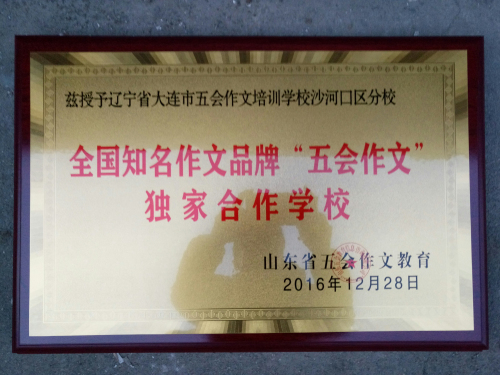 兹授予辽宁省大连市五会作文培训学校沙河口区分校
全国知名作文品牌“五会作文”
独家合作学校
山东省五会作文教育
2016年12月28日